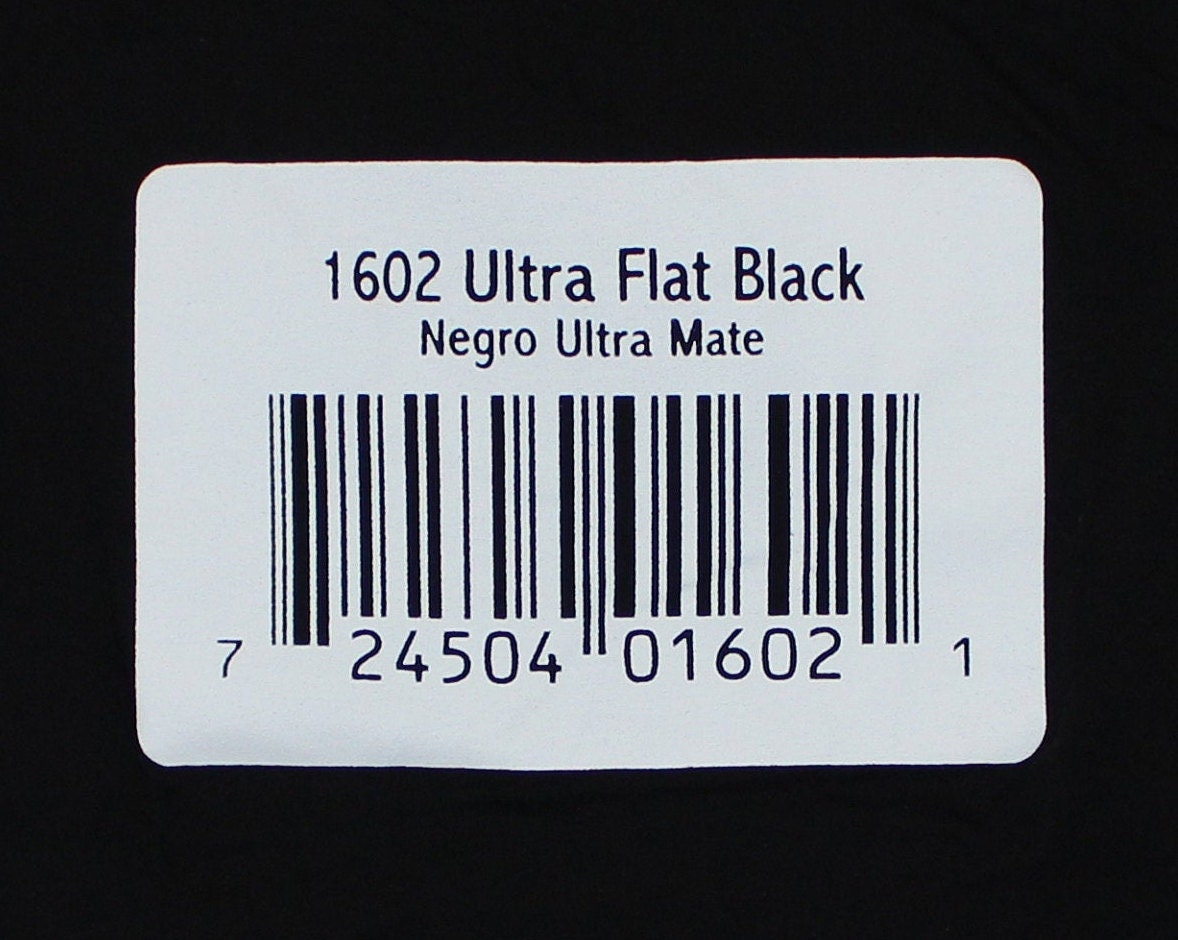 1602 Ultra Flat Black
Negro Ultra Mate
7 24504 01602 1